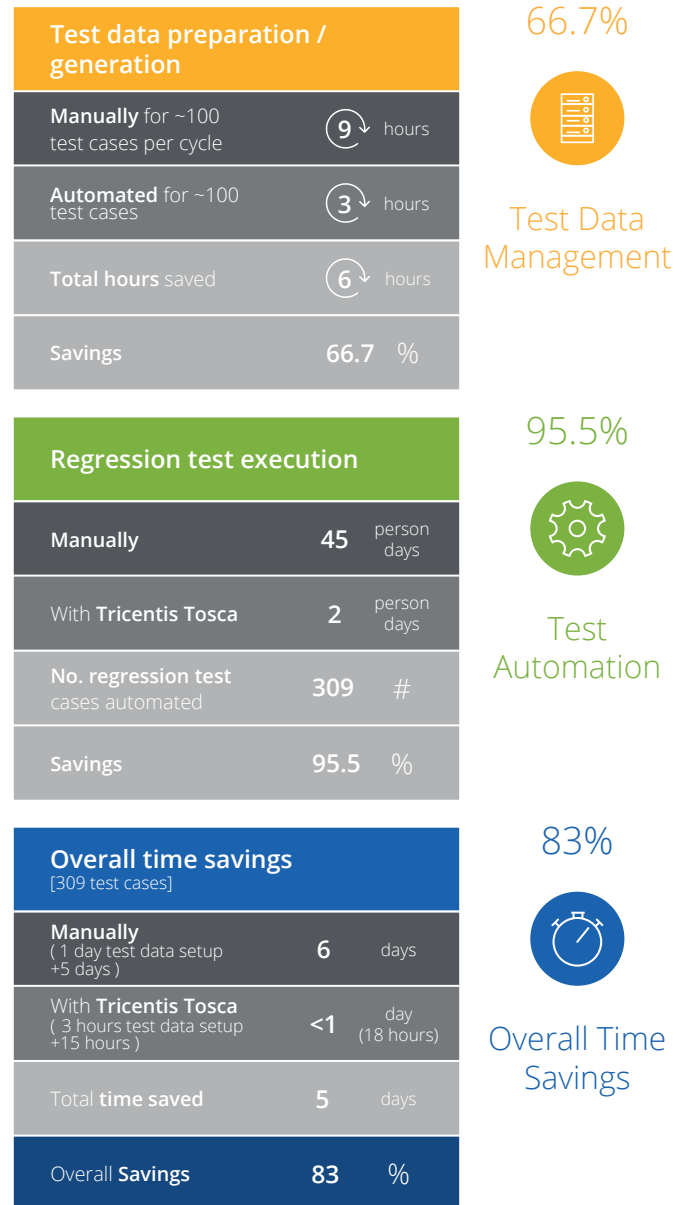 Test data preparation /
generation
Manually for ~100
test cases per cycle
9 hours
Automated for ~100
test cases
3 hours
Total hours saved
6 hours
Savings
66.7 %
66.7%
Test Data
Management
Regression test execution
Manually
45 person
days
With Tricentis Tosca
2 person
days
No. regression test
cases automated
309 #
Savings
95.5 %
95.5%
Test
Automation
Overall time savings
[309 test cases]
Manually
( 1 day test data setup
+5 days )
6 days
With Tricentis Tosca
( 3 hours test data setup
+15 hours )
<1 day
(18 hours)
Total time saved
5 days
Overall Savings
83 %
83%
Overall Time
Savings